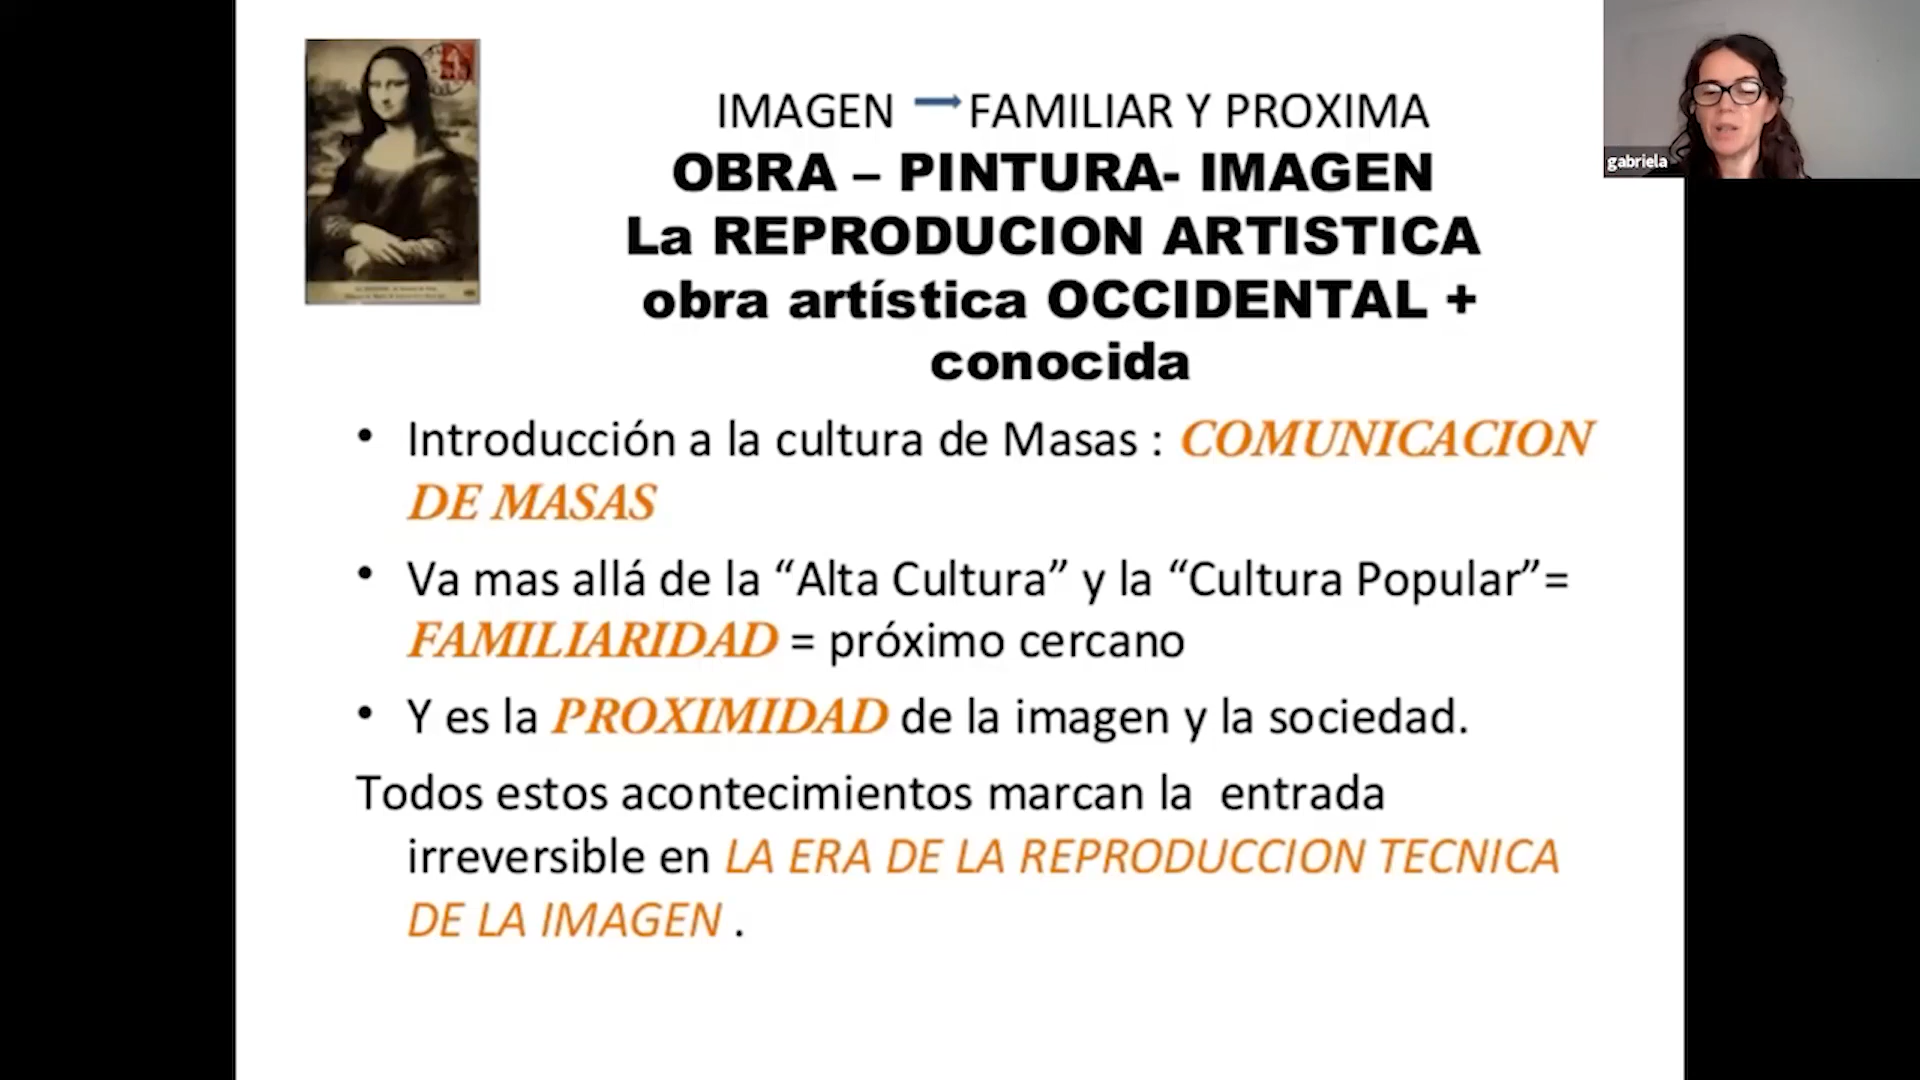 IMAGEN FAMILIAR Y PROXIMA
OBRA – PINTURA- IMAGEN
La REPRODUCION ARTISTICA
obra artística OCCIDENTAL +
conocida
gabriela
• Introducción a la cultura de Masas : COMUNICACION
DE MASAS
• Va mas allá de la “Alta Cultura” y la “Cultura Popular”=
FAMILIARIDAD = próximo cercano
• Y es la PROXIMIDAD de la imagen y la sociedad.
Todos estos acontecimientos marcan la entrada
irreversible en LA ERA DE LA REPRODUCCION TECNICA
DE LA IMAGEN .